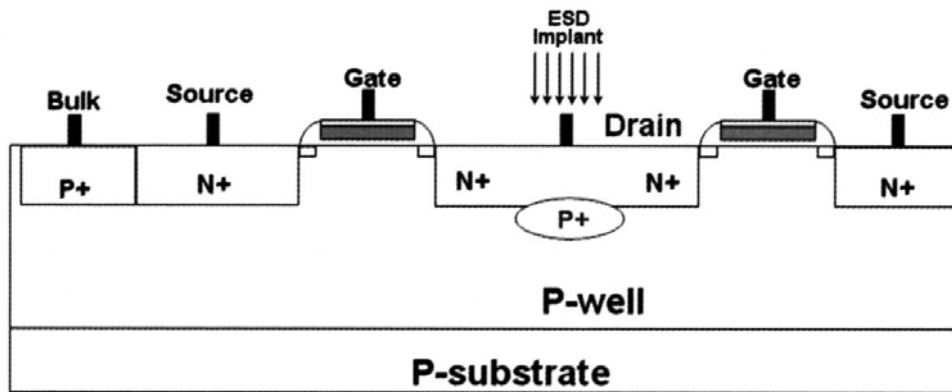 ESD
Implant
Gate
Gate
Bulk
Source
Drain
Source
P+
N+
N+
N+
N+
P+
P-well
P-substrate